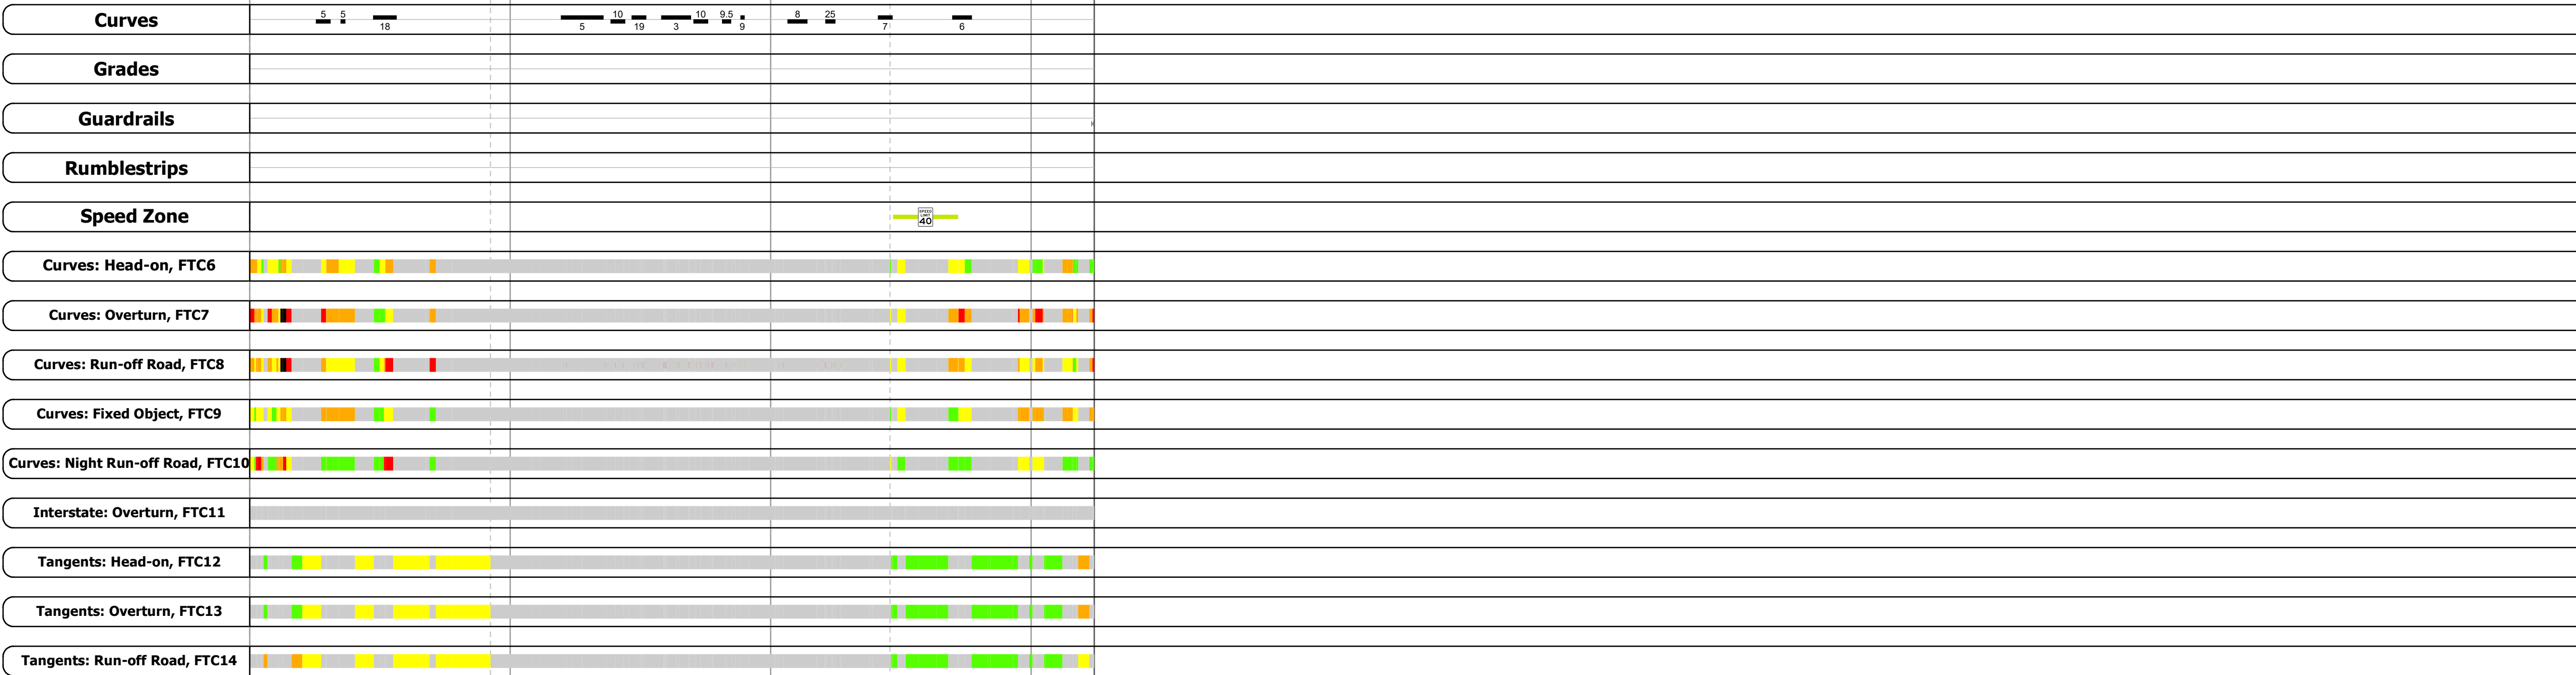 Curves
5 5 10 10 9.5 8 25
18 5 19 3 9 7 6
Grades
Guardrails
Rumblestrips
Speed Zone
SPEED
LIMIT
40
Curves: Head-on, FTC6
Curves: Overturn, FTC7
Curves: Run-off Road, FTC8
Curves: Fixed Object, FTC9
Curves: Night Run-off Road, FTC10
Interstate: Overturn, FTC11
Tangents: Head-on, FTC12
Tangents: Overturn, FTC13
Tangents: Run-off Road, FTC14